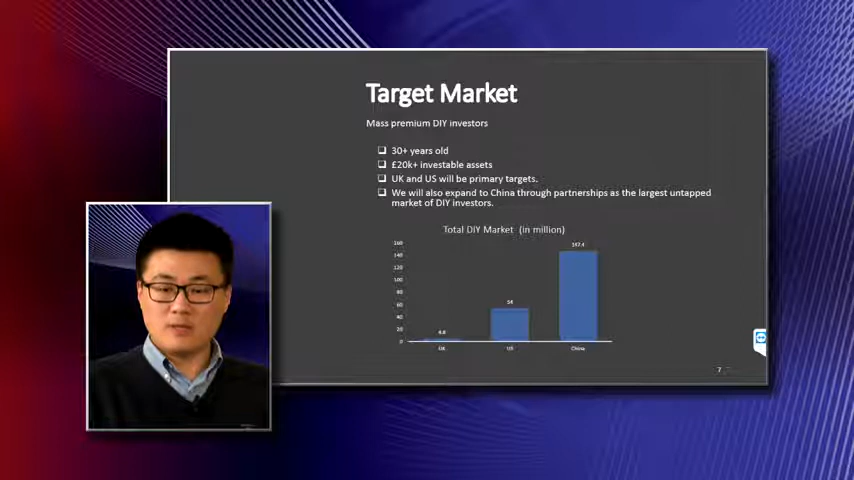 Target Market
Mass premium DIY investors
❑ 30+ years old
❑ £20k+ investable assets
❑ UK and US will be primary targets.
❑ We will also expand to China through partnerships as the largest untapped
market of DIY investors.
Total DIY Market (in million)
160
140
120
100
80
60
40
20
0
4.8
54
147.4
UK
US
China
7